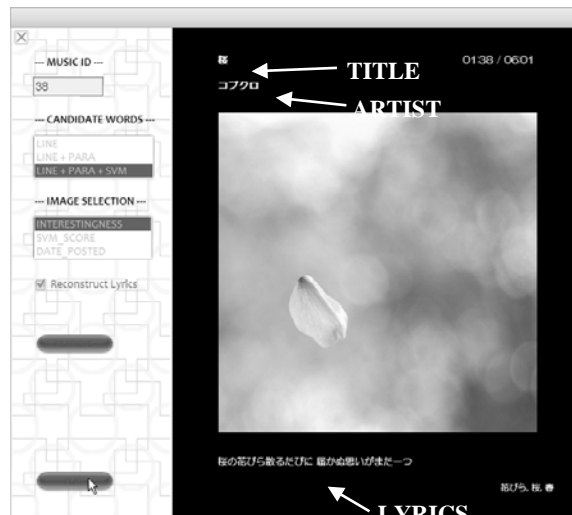 --- MUSIC ID ---
38
--- CANDIDATE WORDS ---
LINE
LINE + PARA
LINE + PARA + SVM
--- IMAGE SELECTION ---
INTERESTINGNESS
SVM_SCORE
DATE_POSTED
Reconstruct Lyrics
桜
01:38 / 06:01
TITLE
コブクロ
ARTIST
桜の花びら散るたびに 届かぬ思いがまた一つ
花びら, 桜, 春
LYRICS